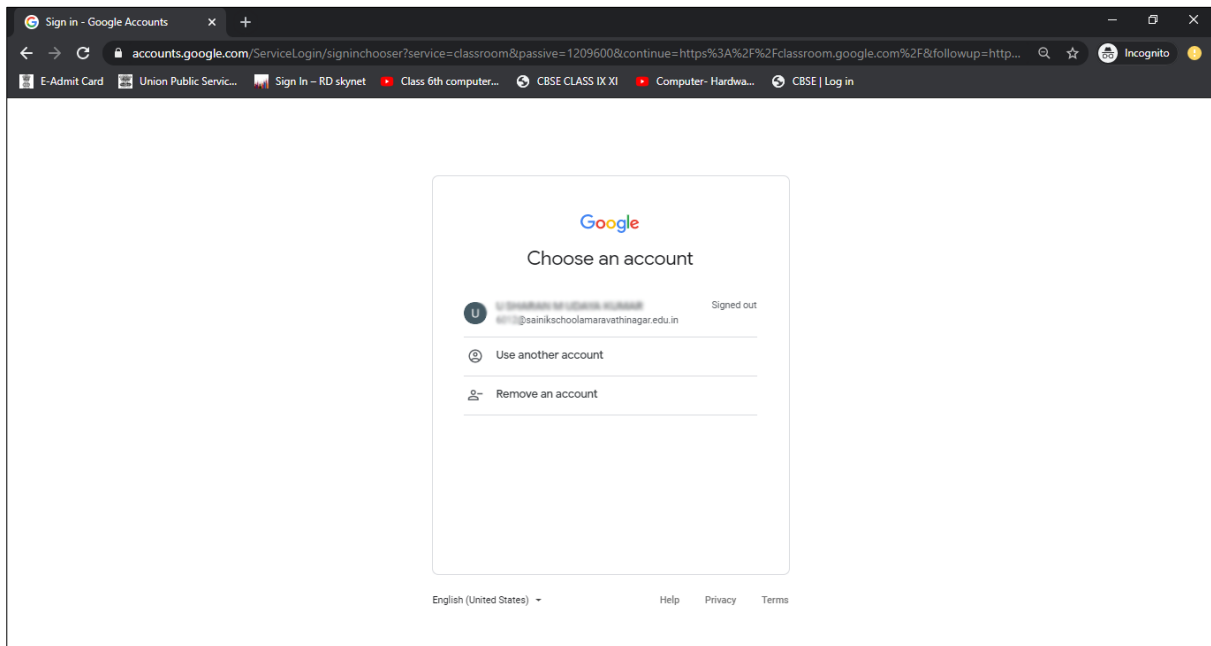 Sign in - Google Accounts
accounts.google.com/ServiceLogin/signinchooser?service=classroom&passive=1209600&continue=https%3A%2F%2Fclassroom.google.com%2F&followup=http... Incognito
E-Admit Card Union Public Servic... Sign In – RD skynet Class 6th computer... CBSE CLASS IX XI Computer- Hardwa... CBSE | Log in
Google
Choose an account
U Signed out
@sainikschoolamaravathinagar.edu.in
Use another account
Remove an account
English (United States) Help Privacy Terms